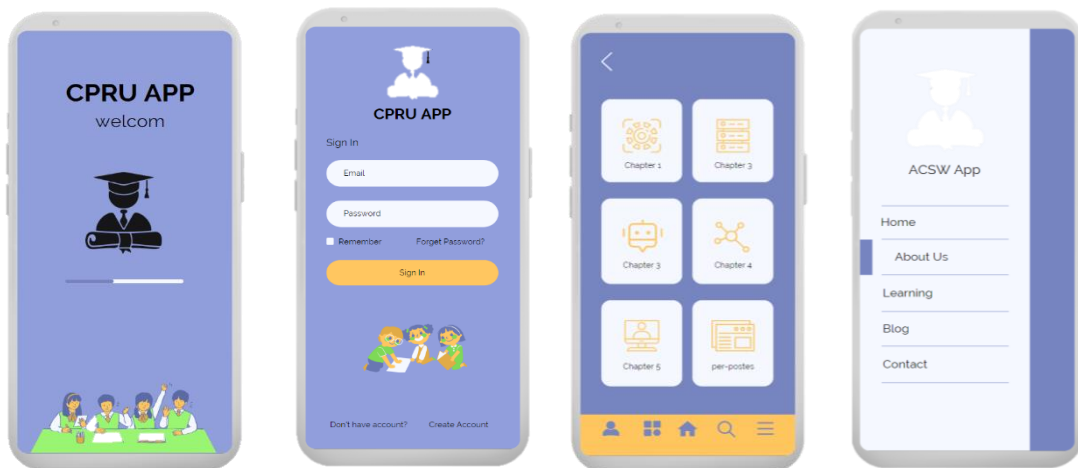 CPRU APP
welcom
CPRU APP
Sign In
Email
Password
Remember Forget Password?
Sign In
Don't have account? Create Account
Chapter 1 Chapter 3
Chapter 3 Chapter 4
Chapter 5 per-postes
ACSW App
Home
About Us
Learning
Blog
Contact